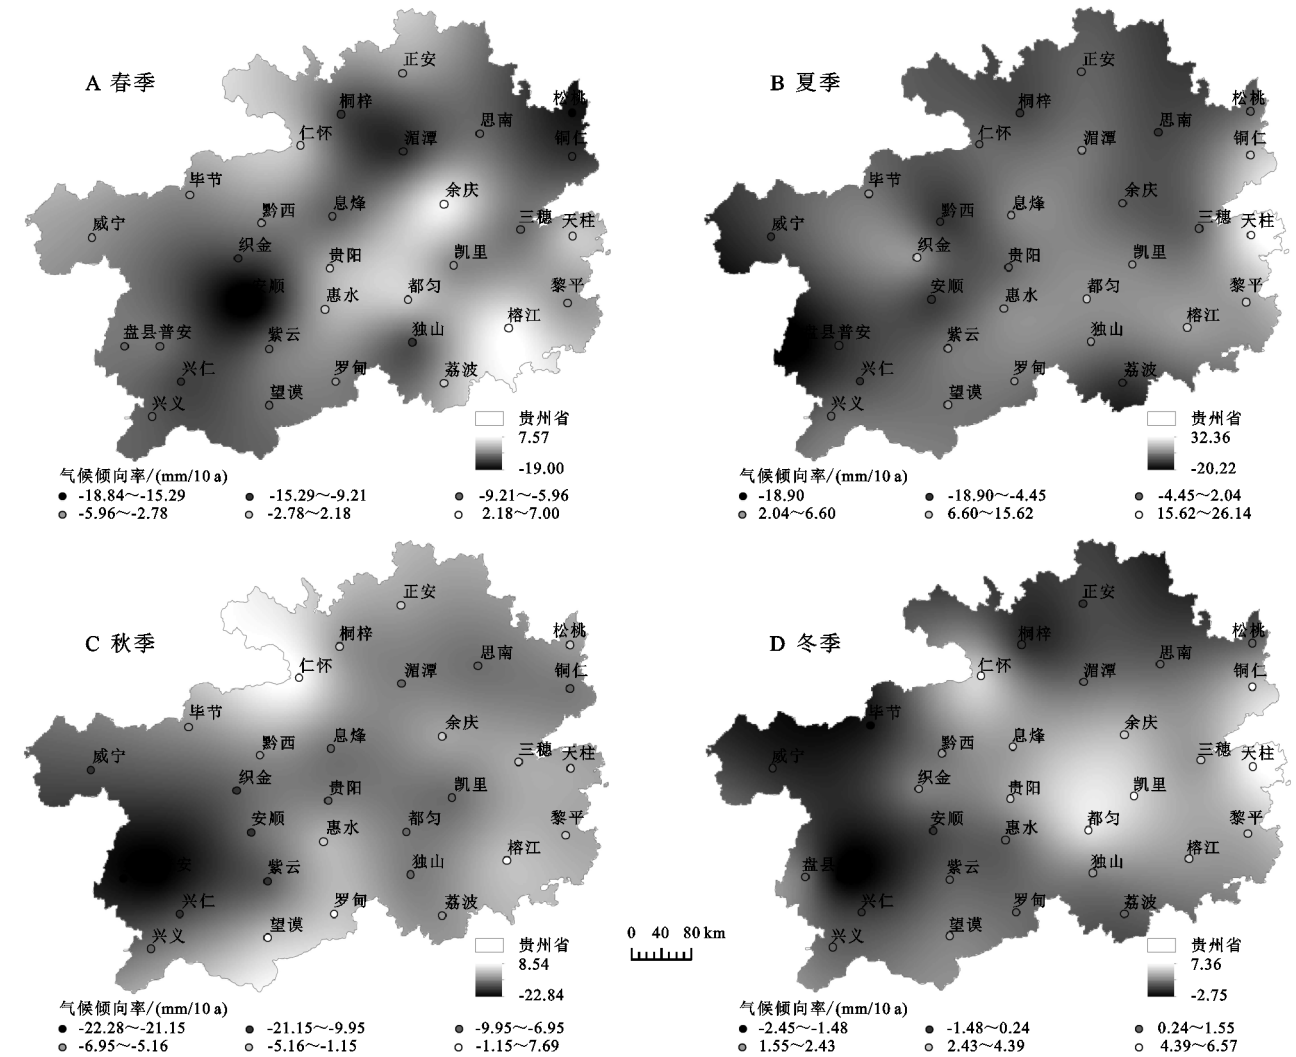 A 春季
正安
桐梓
松桃
仁怀
湄潭
思南
铜仁
毕节
余庆
威宁
黔西
息烽
三穗
天柱
织金
贵阳
凯里
安顺
惠水
都匀
黎平
盘县
普安
紫云
独山
榕江
兴仁
罗甸
荔波
兴义
望谟
贵州省
7.57
-19.00
气候倾向率/(mm/10 a)
-18.84～-15.29
-15.29～-9.21
-9.21～-5.96
-5.96～-2.78
-2.78～2.18
2.18～7.00
B 夏季
正安
桐梓
松桃
仁怀
湄潭
思南
铜仁
毕节
余庆
威宁
黔西
息烽
三穗
天柱
织金
贵阳
凯里
安顺
惠水
都匀
黎平
盘县
普安
紫云
独山
榕江
兴仁
罗甸
荔波
兴义
望谟
贵州省
32.36
-20.22
气候倾向率/(mm/10 a)
-18.90
-18.90～-4.45
-4.45～2.04
2.04～6.60
6.60～15.62
15.62～26.14
C 秋季
正安
桐梓
松桃
仁怀
湄潭
思南
铜仁
毕节
余庆
威宁
黔西
息烽
三穗
天柱
织金
贵阳
凯里
安顺
惠水
都匀
黎平
安
紫云
独山
榕江
兴仁
罗甸
荔波
兴义
望谟
贵州省
8.54
-22.84
气候倾向率/(mm/10 a)
-22.28～-21.15
-21.15～-9.95
-9.95～-6.95
-6.95～-5.16
-5.16～-1.15
-1.15～7.69
0 40 80 km
D 冬季
正安
桐梓
松桃
仁怀
湄潭
思南
铜仁
毕节
余庆
威宁
黔西
息烽
三穗
天柱
织金
贵阳
凯里
安顺
惠水
都匀
黎平
盘县
紫云
独山
榕江
兴仁
罗甸
荔波
兴义
望谟
贵州省
7.36
-2.75
气候倾向率/(mm/10 a)
-2.45～-1.48
-1.48～0.24
0.24～1.55
1.55～2.43
2.43～4.39
4.39～6.57